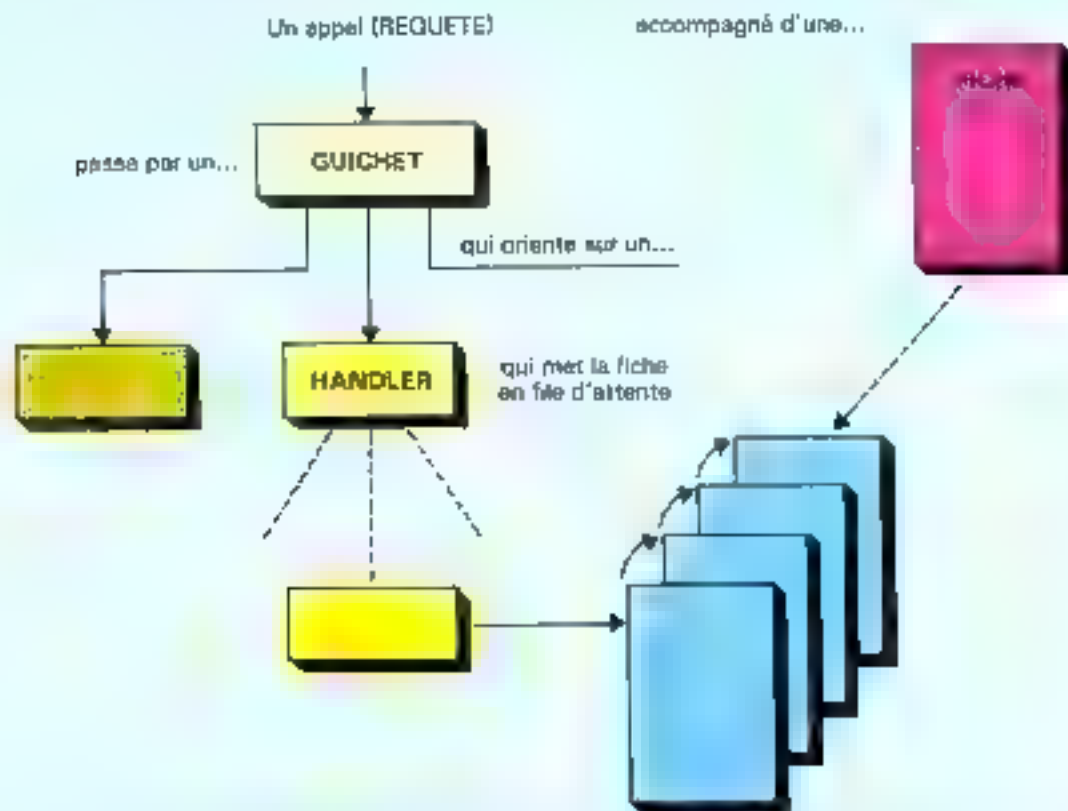 Un appel (REQUETE)
accompagné d'une...
passe par un...
GUICHET
qui oriente sur un...
HANDLER
qui met la fiche
en file d'attente